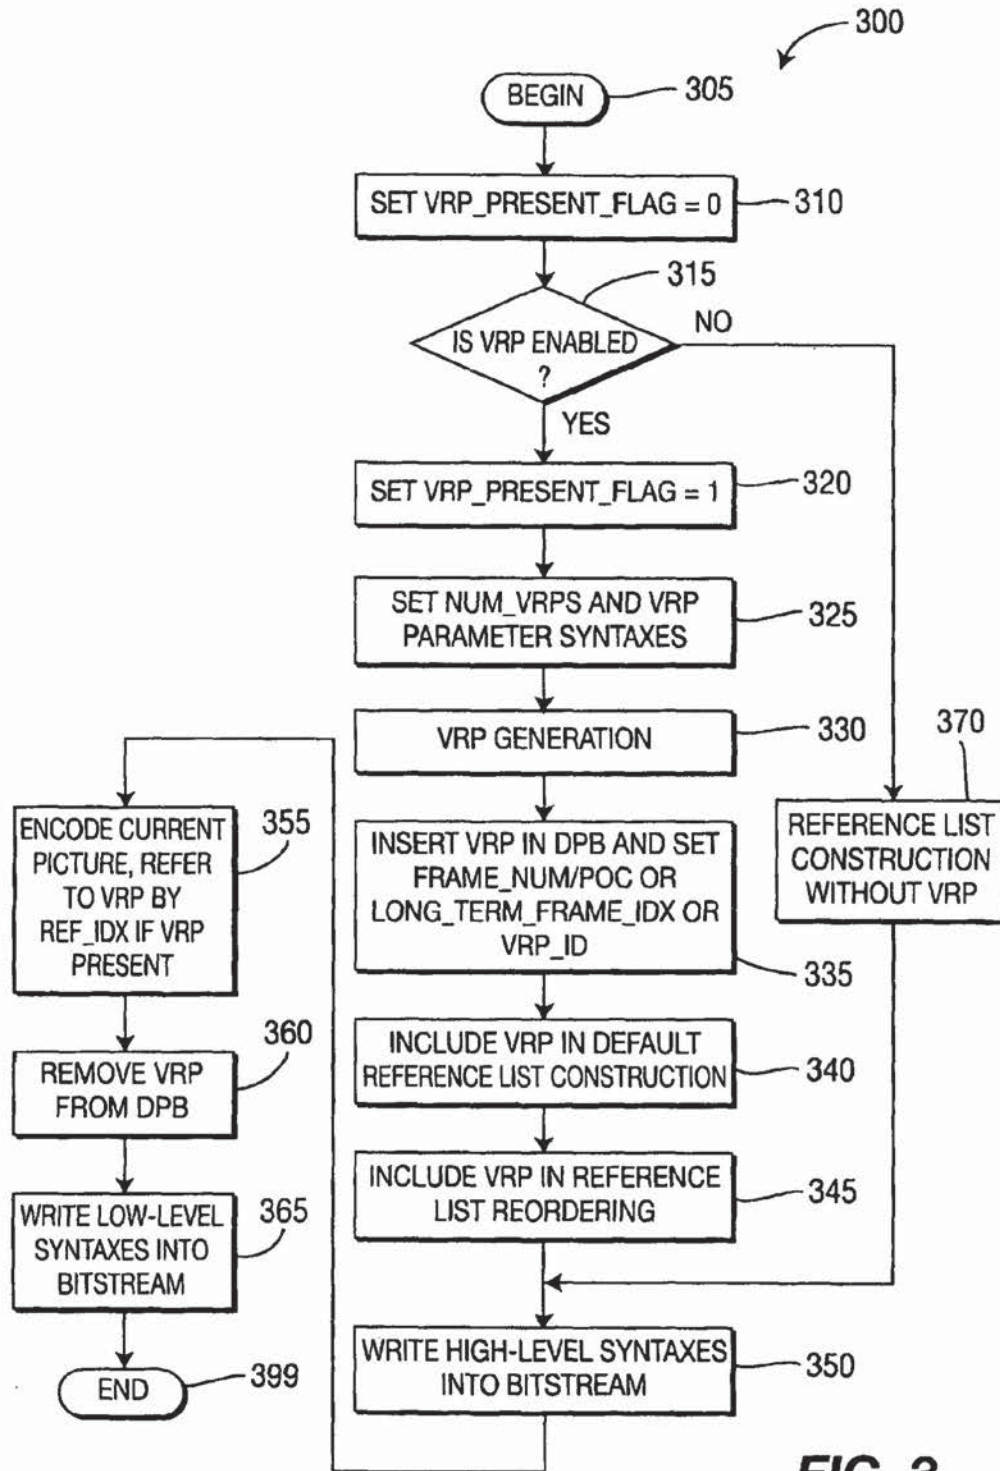 300
BEGIN
305
SET VRP_PRESENT_FLAG = 0
310
315
IS VRP ENABLED
?
NO
YES
SET VRP_PRESENT_FLAG = 1
320
SET NUM_VRPS AND VRP
PARAMETER SYNTAXES
325
VRP GENERATION
330
INSERT VRP IN DPB AND SET
FRAME_NUM/POC OR
LONG_TERM_FRAME_IDX OR
VRP_ID
335
INCLUDE VRP IN DEFAULT
REFERENCE LIST CONSTRUCTION
340
INCLUDE VRP IN REFERENCE
LIST REORDERING
345
370
REFERENCE LIST
CONSTRUCTION
WITHOUT VRP
WRITE HIGH-LEVEL SYNTAXES
INTO BITSTREAM
350
ENCODE CURRENT
PICTURE, REFER
TO VRP BY
REF_IDX IF VRP
PRESENT
355
REMOVE VRP
FROM DPB
360
WRITE LOW-LEVEL
SYNTAXES INTO
BITSTREAM
365
END
399
FIG. 3